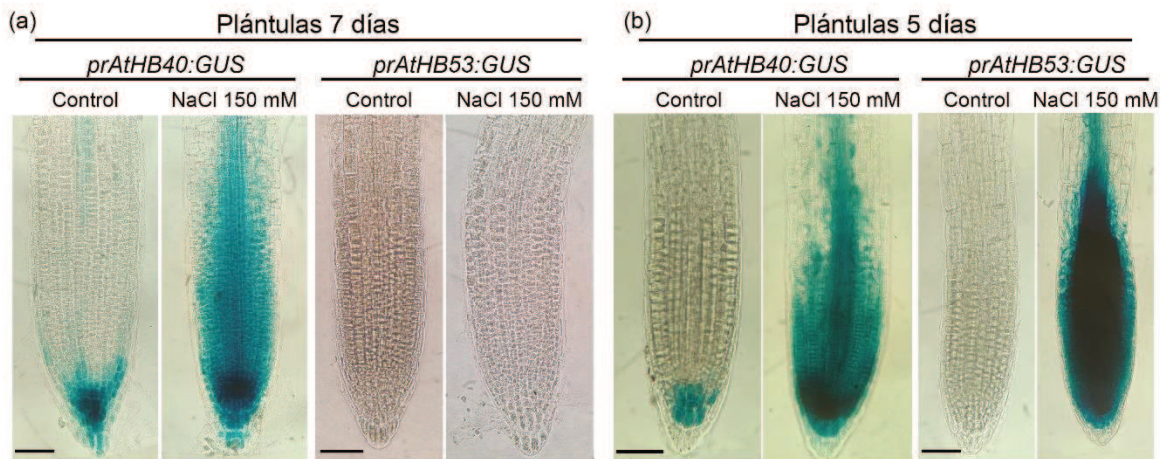 (a) Plántulas 7 días
prAtHB40:GUS prAtHB53:GUS
Control NaCl 150 mM Control NaCl 150 mM
(b) Plántulas 5 días
prAtHB40:GUS prAtHB53:GUS
Control NaCl 150 mM Control NaCl 150 mM